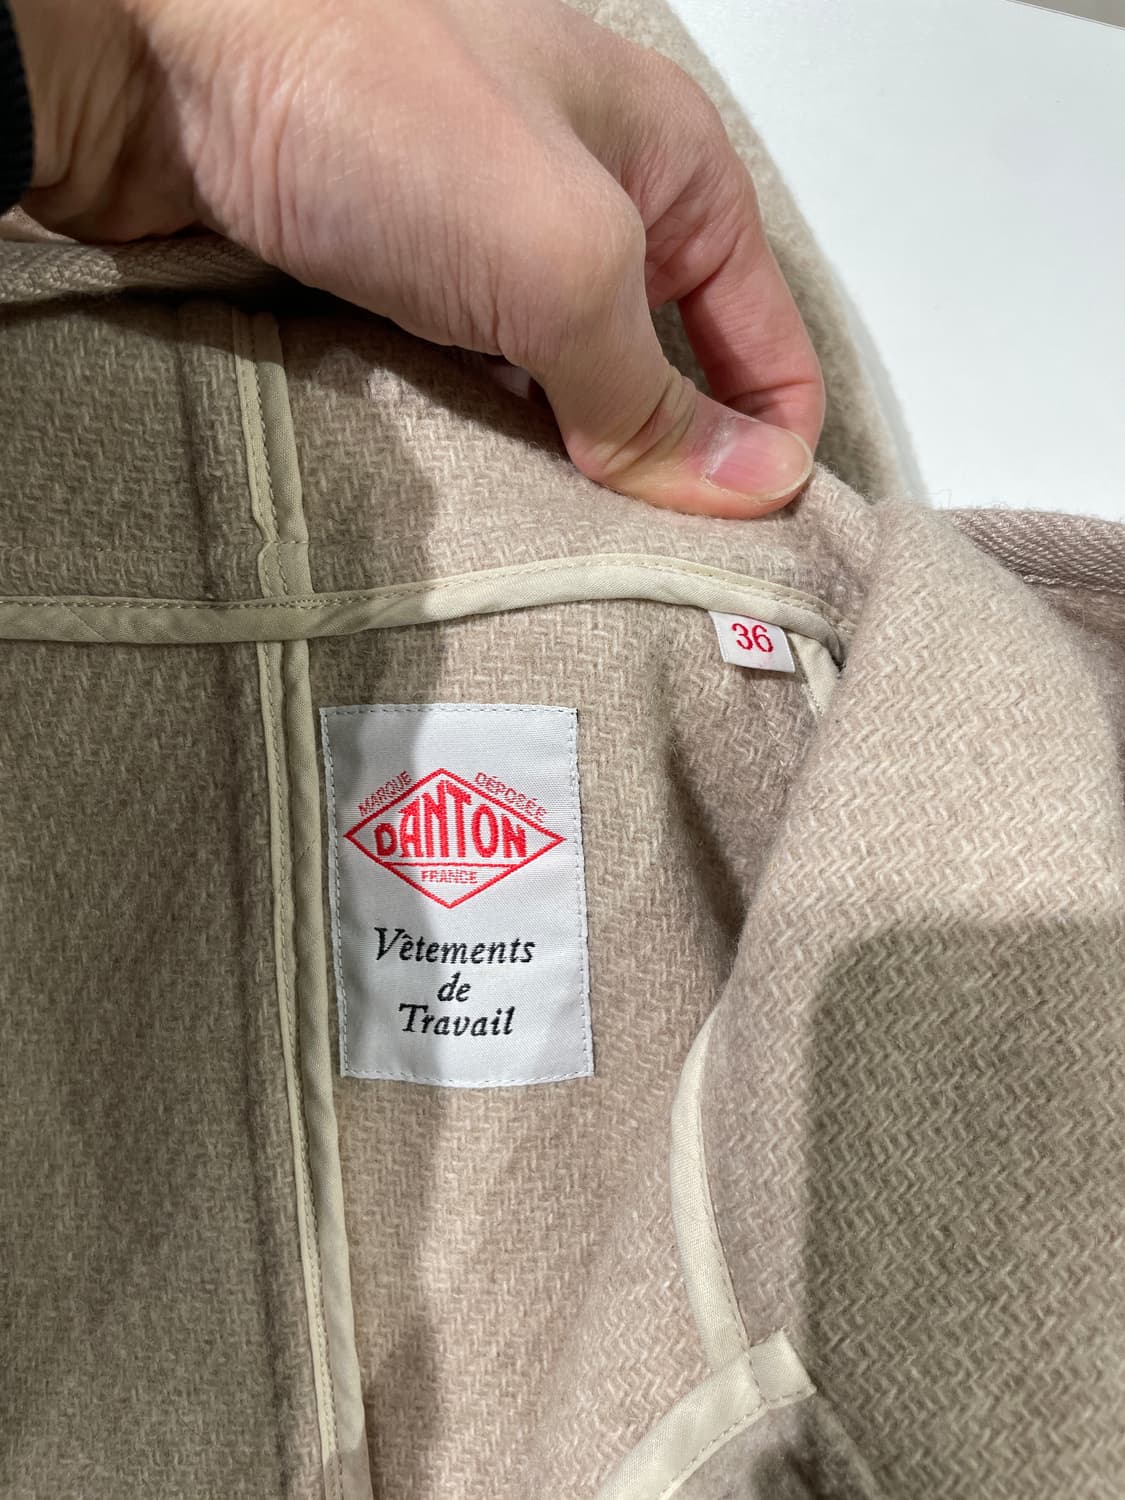 36
MARQUE DÉPOSÉE
DANTON
FRANCE
Vêtements
de
Travail